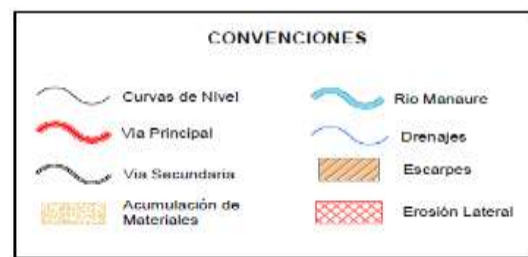 CONVENCIONES
Curvas de Nivel
Via Principal
Via Secundaria
Acumulación de
Materiales
Rio Manaure
Drenajes
Escarpes
Erosión Lateral